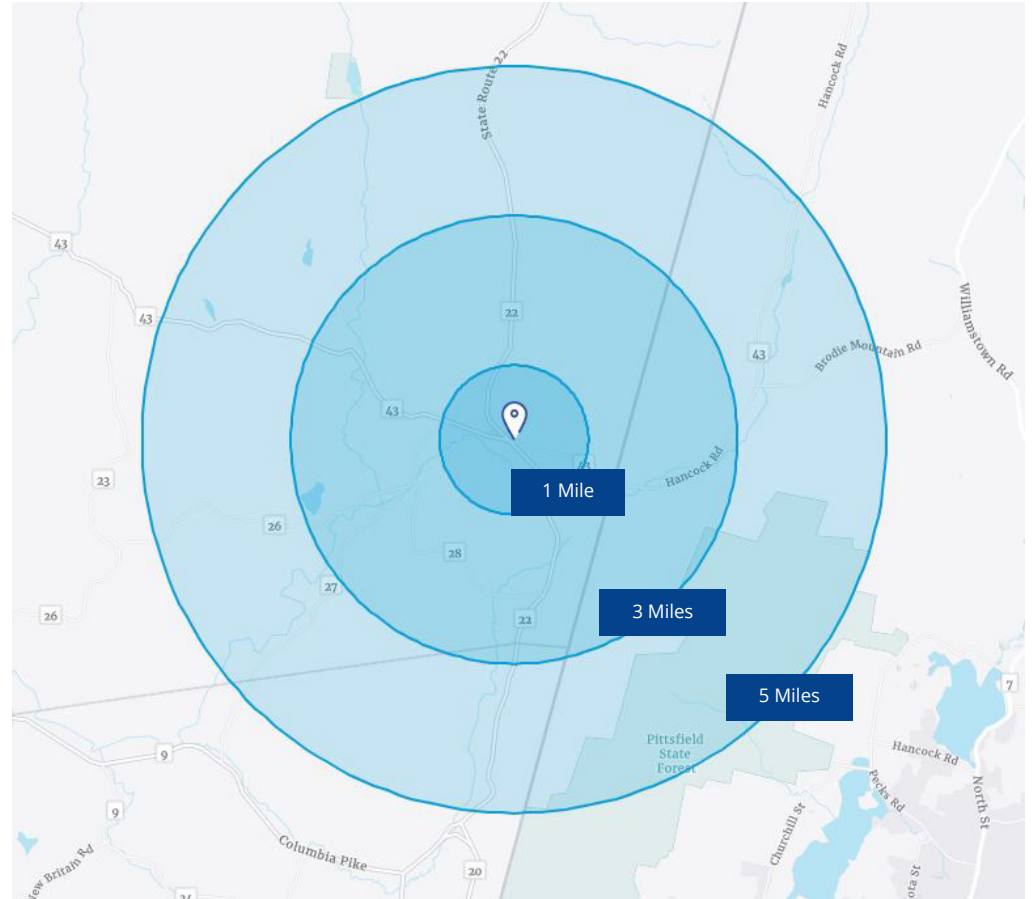 State Route 22
Hancock Rd
43
43
Williamstown Rd
22
43
Brodie Mountain Rd
43
Hancock Rd
23
1 Mile
26
28
27
26
22
3 Miles
7
5 Miles
Pittsfield
State
Forest
9
Hancock Rd
Pecks Rd
North St
9
Churchill St
Columbia Pike
20
Britain Rd